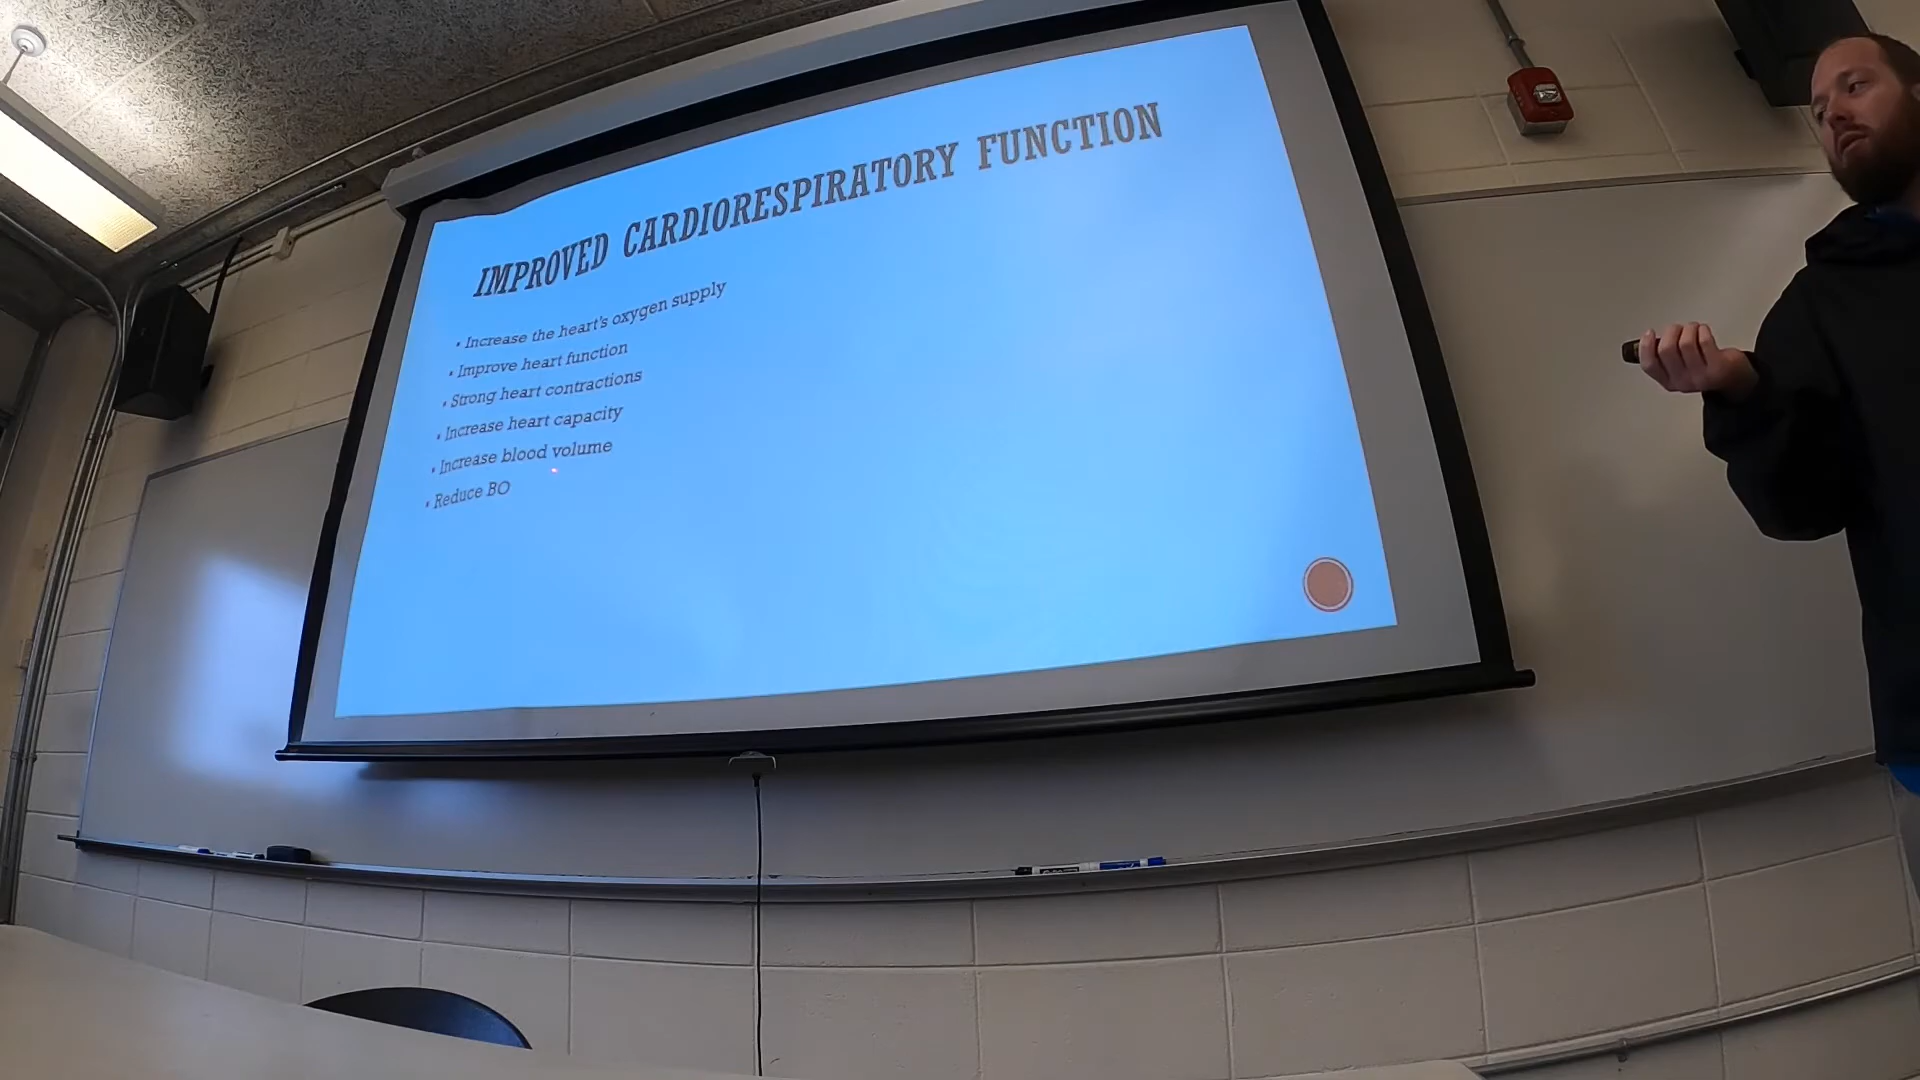 IMPROVED CARDIORESPIRATORY FUNCTION
• Increase the heart's oxygen supply
• Improve heart function
• Strong heart contractions
• Increase heart capacity
• Increase blood volume
• Reduce BO